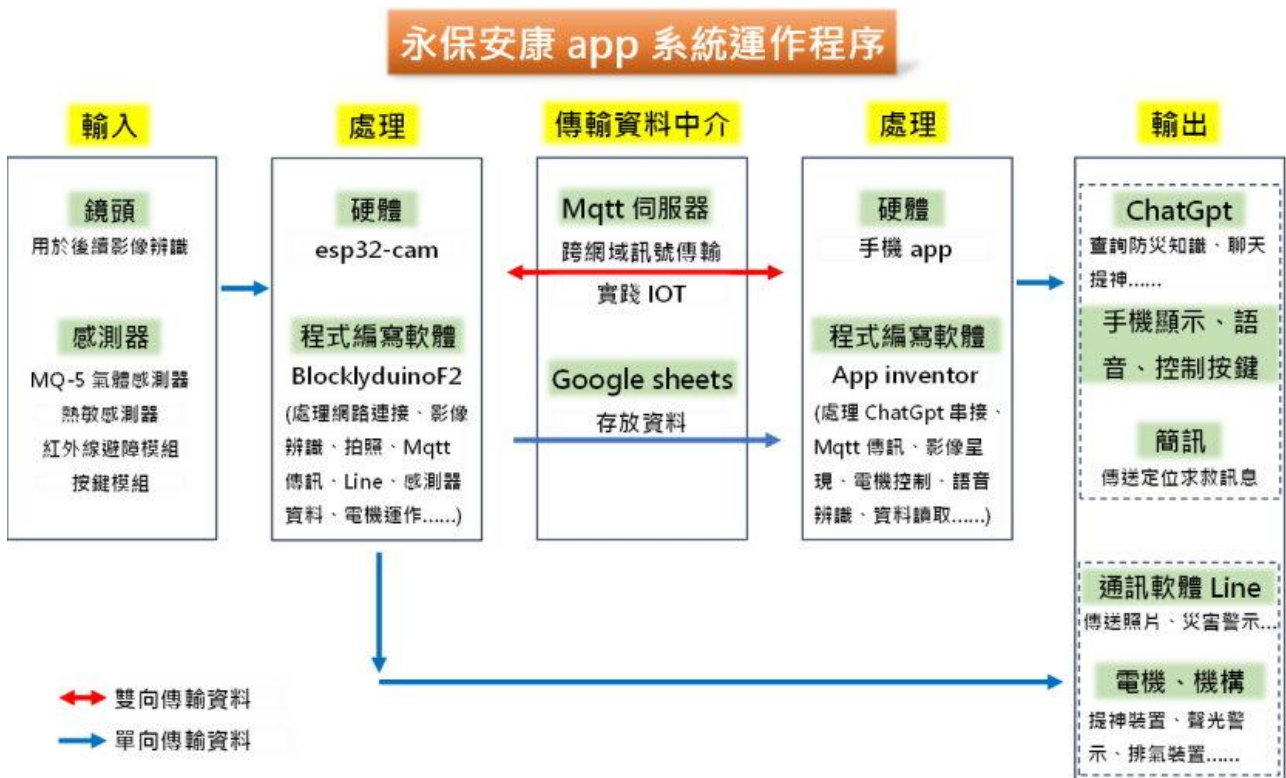 永保安康 app 系統運作程序
輸入
鏡頭
用於後續影像辨識
感測器
MQ-5 氣體感測器
熱敏感測器
紅外線避障模組
按鍵模組
處理
硬體
esp32-cam
程式編寫軟體
BlocklyduinoF2
(處理網路連接、影像
辨識、拍照、Mqtt
傳訊、Line、感測器
資料、電機運作......)
傳輸資料中介
Mqtt 伺服器
跨網域訊號傳輸
實踐 IOT
Google sheets
存放資料
處理
硬體
手機 app
程式編寫軟體
App inventor
(處理 ChatGpt 串接、
Mqtt 傳訊、影像呈
現、電機控制、語音
辨識、資料讀取......)
輸出
ChatGpt
查詢防災知識、聊天
提神......
手機顯示、語
音、控制按鍵
簡訊
傳送定位求救訊息
通訊軟體 Line
傳送照片、災害警示...
電機、機構
提神裝置、聲光警
示、排氣裝置......
雙向傳輸資料
單向傳輸資料